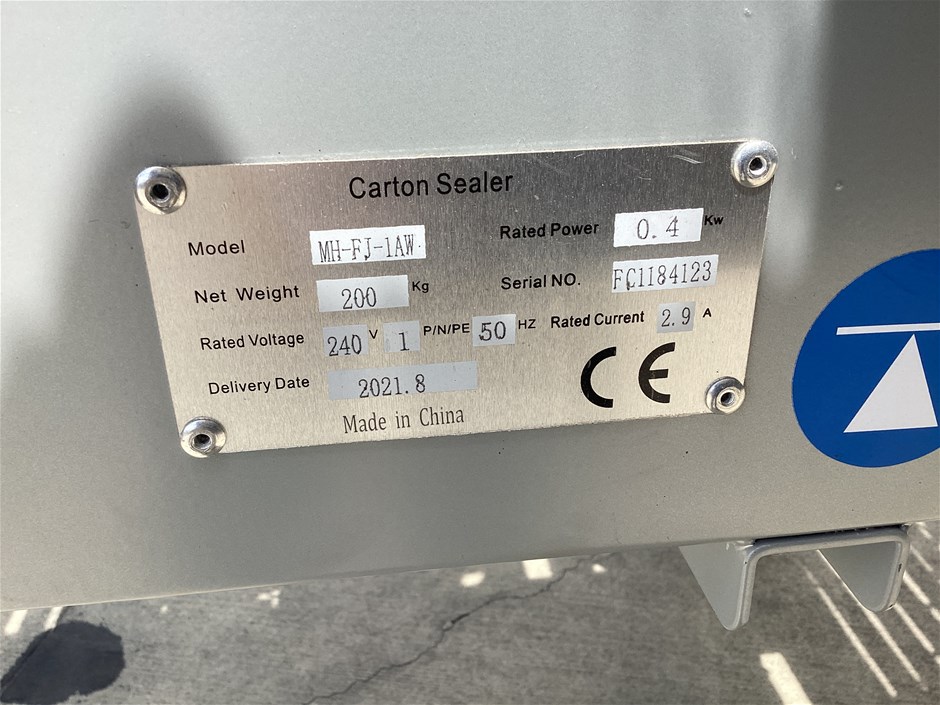 Carton Sealer
Model MH-FJ-1AW Rated Power 0.4 Kw
Net Weight 200 Kg Serial NO. FC1184123
Rated Voltage 240 V 1 P/N/PE 50 HZ Rated Current 2.9 A
Delivery Date 2021.8
CE
Made in China